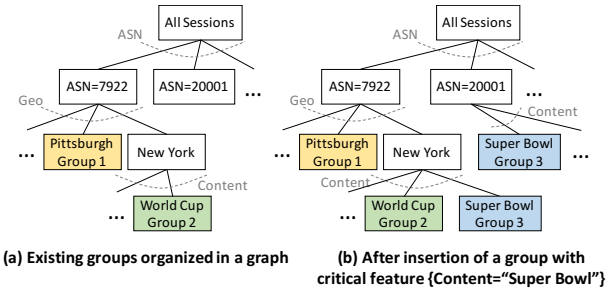 All Sessions
ASN
ASN=7922
ASN=20001
...
Geo
...
Pittsburgh
Group 1
New York
Content
...
World Cup
Group 2
(a) Existing groups organized in a graph
All Sessions
ASN
ASN=7922
ASN=20001
...
Geo
Content
...
Pittsburgh
Group 1
New York
Super Bowl
Group 3
...
Content
...
World Cup
Group 2
Super Bowl
Group 3
(b) After insertion of a group with
critical feature {Content="Super Bowl"}